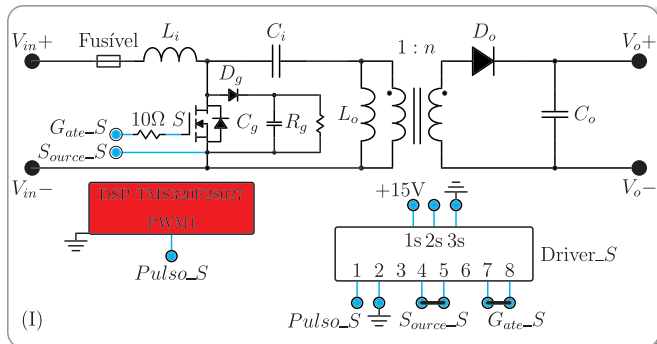 V_in+ Fusível L_i C_i 1 : n D_o V_o+
D_g
10Ω S C_g R_g L_o C_o
G_ate_S
S_ource_S
V_in− V_o−
DSP TMS320F28027
PWM1
Pulso_S
+15V
1s 2s 3s
Driver_S
1 2 3 4 5 6 7 8
Pulso_S S_ource_S G_ate_S
(I)